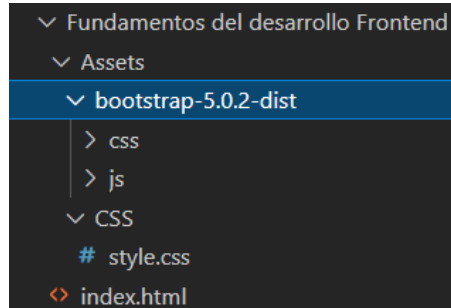 Fundamentos del desarrollo Frontend
Assets
bootstrap-5.0.2-dist
css
js
CSS
# style.css
<> index.html